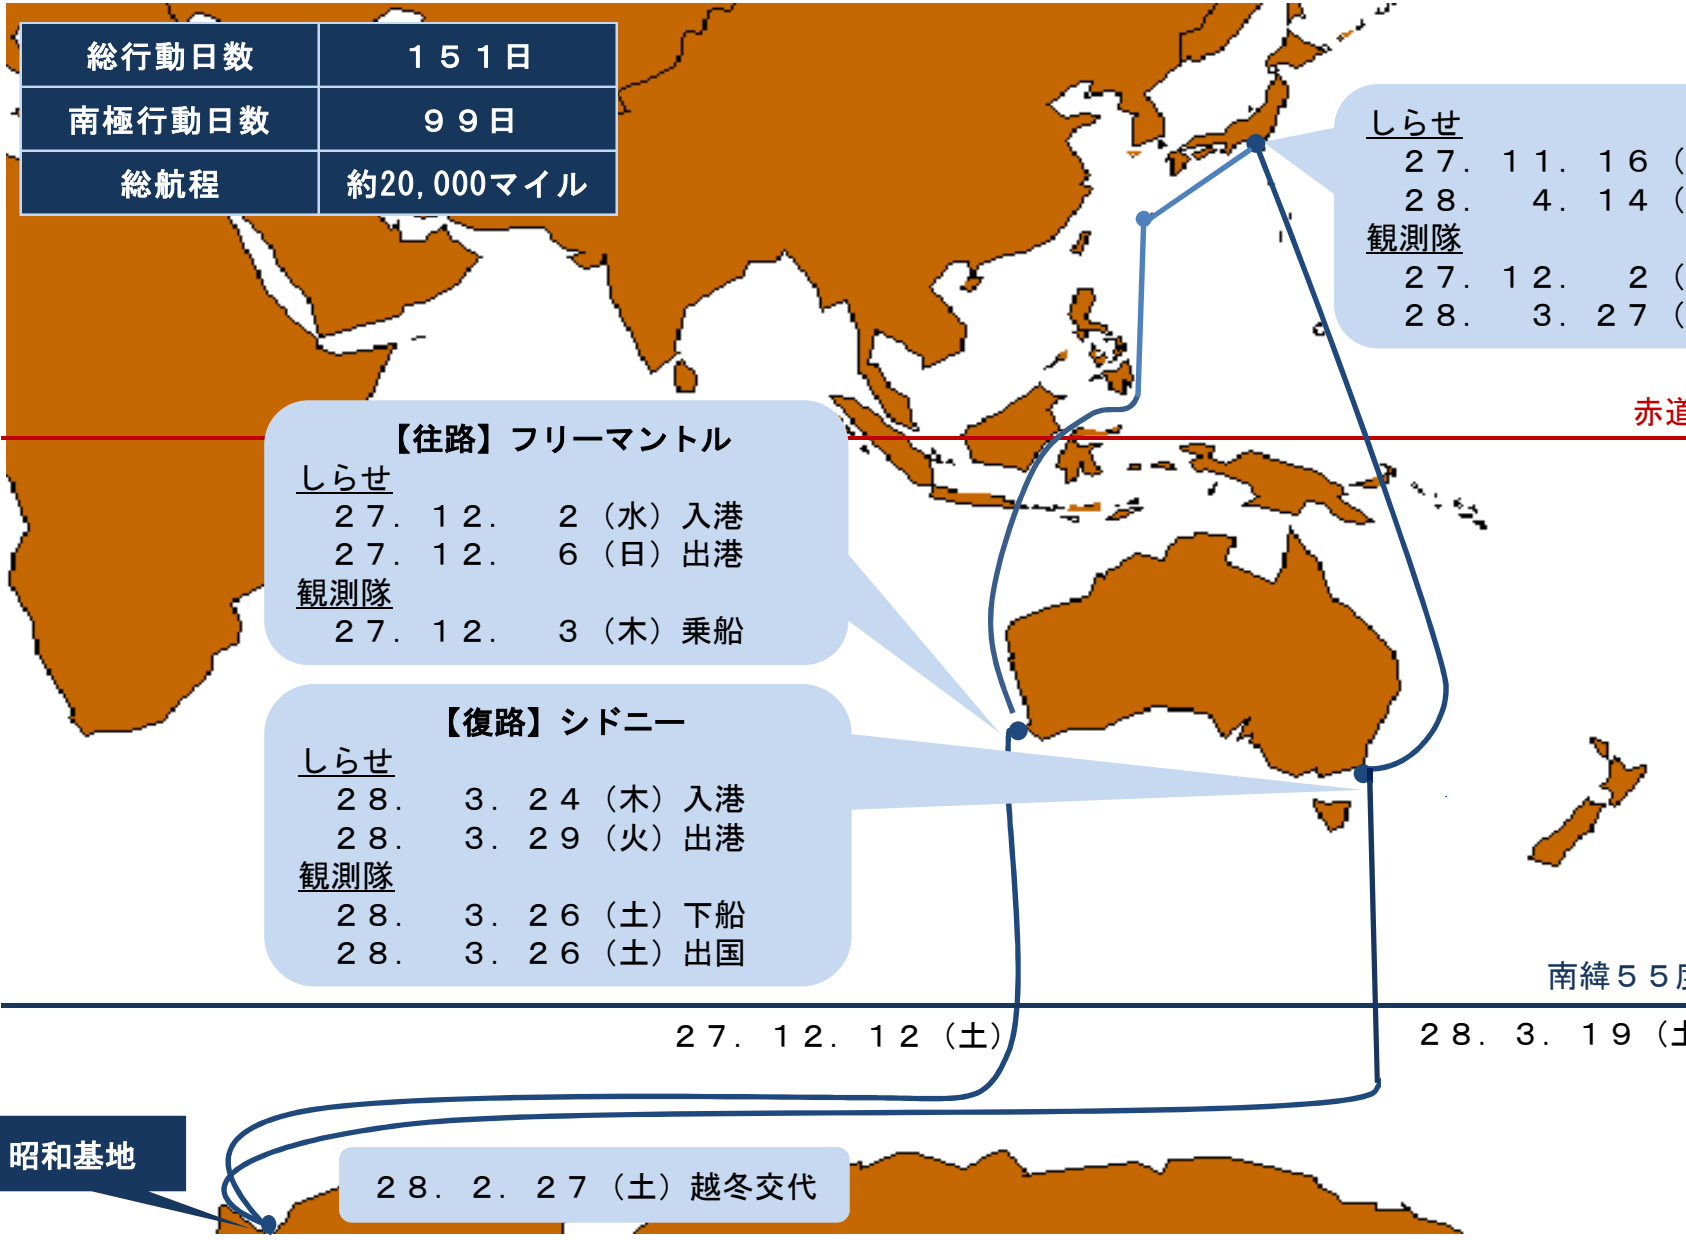 総行動日数 １５１日
南極行動日数 ９９日
総航程 約20,000マイル
しらせ
２７．１１．１６（
２８．　４．１４（
観測隊
２７．１２．　２（
２８．　３．２７（
赤道
【往路】フリーマントル
しらせ
２７．１２．　２（水）入港
２７．１２．　６（日）出港
観測隊
２７．１２．　３（木）乗船
【復路】シドニー
しらせ
２８．　３．２４（木）入港
２８．　３．２９（火）出港
観測隊
２８．　３．２６（土）下船
２８．　３．２６（土）出国
南緯５５度
２７．１２．１２（土）
２８．３．１９（土
昭和基地
２８．２．２７（土）越冬交代